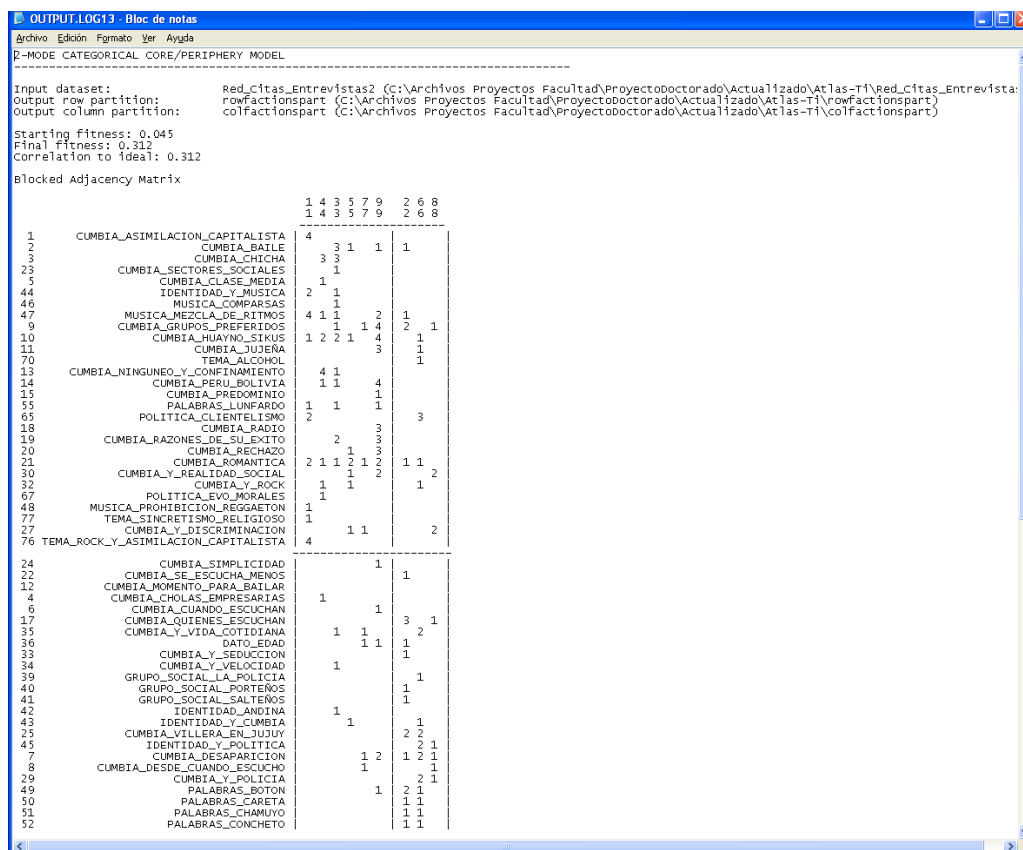 OUTPUT.LOG13 - Bloc de notas
Archivo Edición Formato Ver Ayuda
2-MODE CATEGORICAL CORE/PERIPHERY MODEL
--------------------------------------------------------------------------------
Input dataset: Red_Citas_Entrevistas2 (C:\Archivos Proyectos Facultad\ProyectoDoctorado\Actualizado\Atlas-Ti\Red_Citas_Entrevistas
Output row partition: rowfactionspart (C:\Archivos Proyectos Facultad\ProyectoDoctorado\Actualizado\Atlas-Ti\rowfactionspart)
Output column partition: colfactionspart (C:\Archivos Proyectos Facultad\ProyectoDoctorado\Actualizado\Atlas-Ti\colfactionspart)
Starting fitness: 0.045
Final fitness: 0.312
Correlation to ideal: 0.312
Blocked Adjacency Matrix
1 4 3 5 7 9 2 6 8
1 4 3 5 7 9 2 6 8
---------------------
1 CUMBIA_ASIMILACION_CAPITALISTA | 4 | |
2 CUMBIA_BAILE | 3 1 1 | 1 |
3 CUMBIA_CHICHA | 3 3 | |
23 CUMBIA_SECTORES_SOCIALES | 1 | |
5 CUMBIA_CLASE_MEDIA | 1 | |
44 IDENTIDAD_Y_MUSICA | 2 1 | |
46 MUSICA_COMPARSAS | 1 | |
47 MUSICA_MEZCLA_DE_RITMOS | 4 1 1 2 | 1 |
9 CUMBIA_GRUPOS_PREFERIDOS | 1 1 4 | 2 1 |
10 CUMBIA_HUAYNO_SIKUS | 1 2 2 1 4 | 1 |
11 CUMBIA_JUJEÑA | 3 | 1 |
70 TEMA_ALCOHOL | | 1 |
13 CUMBIA_NINGUNEO_Y_CONFINAMIENTO | 4 1 | |
14 CUMBIA_PERU_BOLIVIA | 1 1 4 | |
15 CUMBIA_PREDOMINIO | 1 | |
55 PALABRAS_LUNFARDO | 1 1 1 | |
65 POLITICA_CLIENTELISMO | 2 | 3 |
18 CUMBIA_RADIO | 3 | |
19 CUMBIA_RAZONES_DE_SU_EXITO | 2 3 | |
20 CUMBIA_RECHAZO | 1 3 | |
21 CUMBIA_ROMANTICA | 2 1 1 2 1 2 | 1 1 |
30 CUMBIA_Y_REALIDAD_SOCIAL | 1 2 | 2 |
32 CUMBIA_Y_ROCK | 1 1 | 1 |
67 POLITICA_EVO_MORALES | 1 | |
48 MUSICA_PROHIBICION_REGGAETON | 1 | |
77 TEMA_SINCRETISMO_RELIGIOSO | 1 | |
27 CUMBIA_Y_DISCRIMINACION | 1 1 | 2 |
76 TEMA_ROCK_Y_ASIMILACION_CAPITALISTA | 4 | |
----------------------
24 CUMBIA_SIMPLICIDAD | 1 | |
22 CUMBIA_SE_ESCUCHA_MENOS | | 1 |
12 CUMBIA_MOMENTO_PARA_BAILAR | | |
4 CUMBIA_CHOLAS_EMPRESARIAS | 1 | |
6 CUMBIA_CUANDO_ESCUCHAN | 1 | |
17 CUMBIA_QUIENES_ESCUCHAN | | 3 1 |
35 CUMBIA_Y_VIDA_COTIDIANA | 1 1 | 2 |
36 DATO_EDAD | 1 1 | 1 |
33 CUMBIA_Y_SEDUCCION | | 1 |
34 CUMBIA_Y_VELOCIDAD | 1 | |
39 GRUPO_SOCIAL_LA_POLICIA | | 1 |
40 GRUPO_SOCIAL_PORTEÑOS | | 1 |
41 GRUPO_SOCIAL_SALTEÑOS | | 1 |
42 IDENTIDAD_ANDINA | 1 | |
43 IDENTIDAD_Y_CUMBIA | 1 | 1 |
25 CUMBIA_VILLERA_EN_JUJUY | | 2 2 |
45 IDENTIDAD_Y_POLITICA | | 2 1 |
7 CUMBIA_DESAPARICION | 1 2 | 1 2 1 |
8 CUMBIA_DESDE_CUANDO_ESCUCHO | 1 | 1 |
29 CUMBIA_Y_POLICIA | | 2 1 |
49 PALABRAS_BOTON | 1 | 2 1 |
50 PALABRAS_CARETA | | 1 1 |
51 PALABRAS_CHAMUYO | | 1 1 |
52 PALABRAS_CONCHETO | | 1 1 |